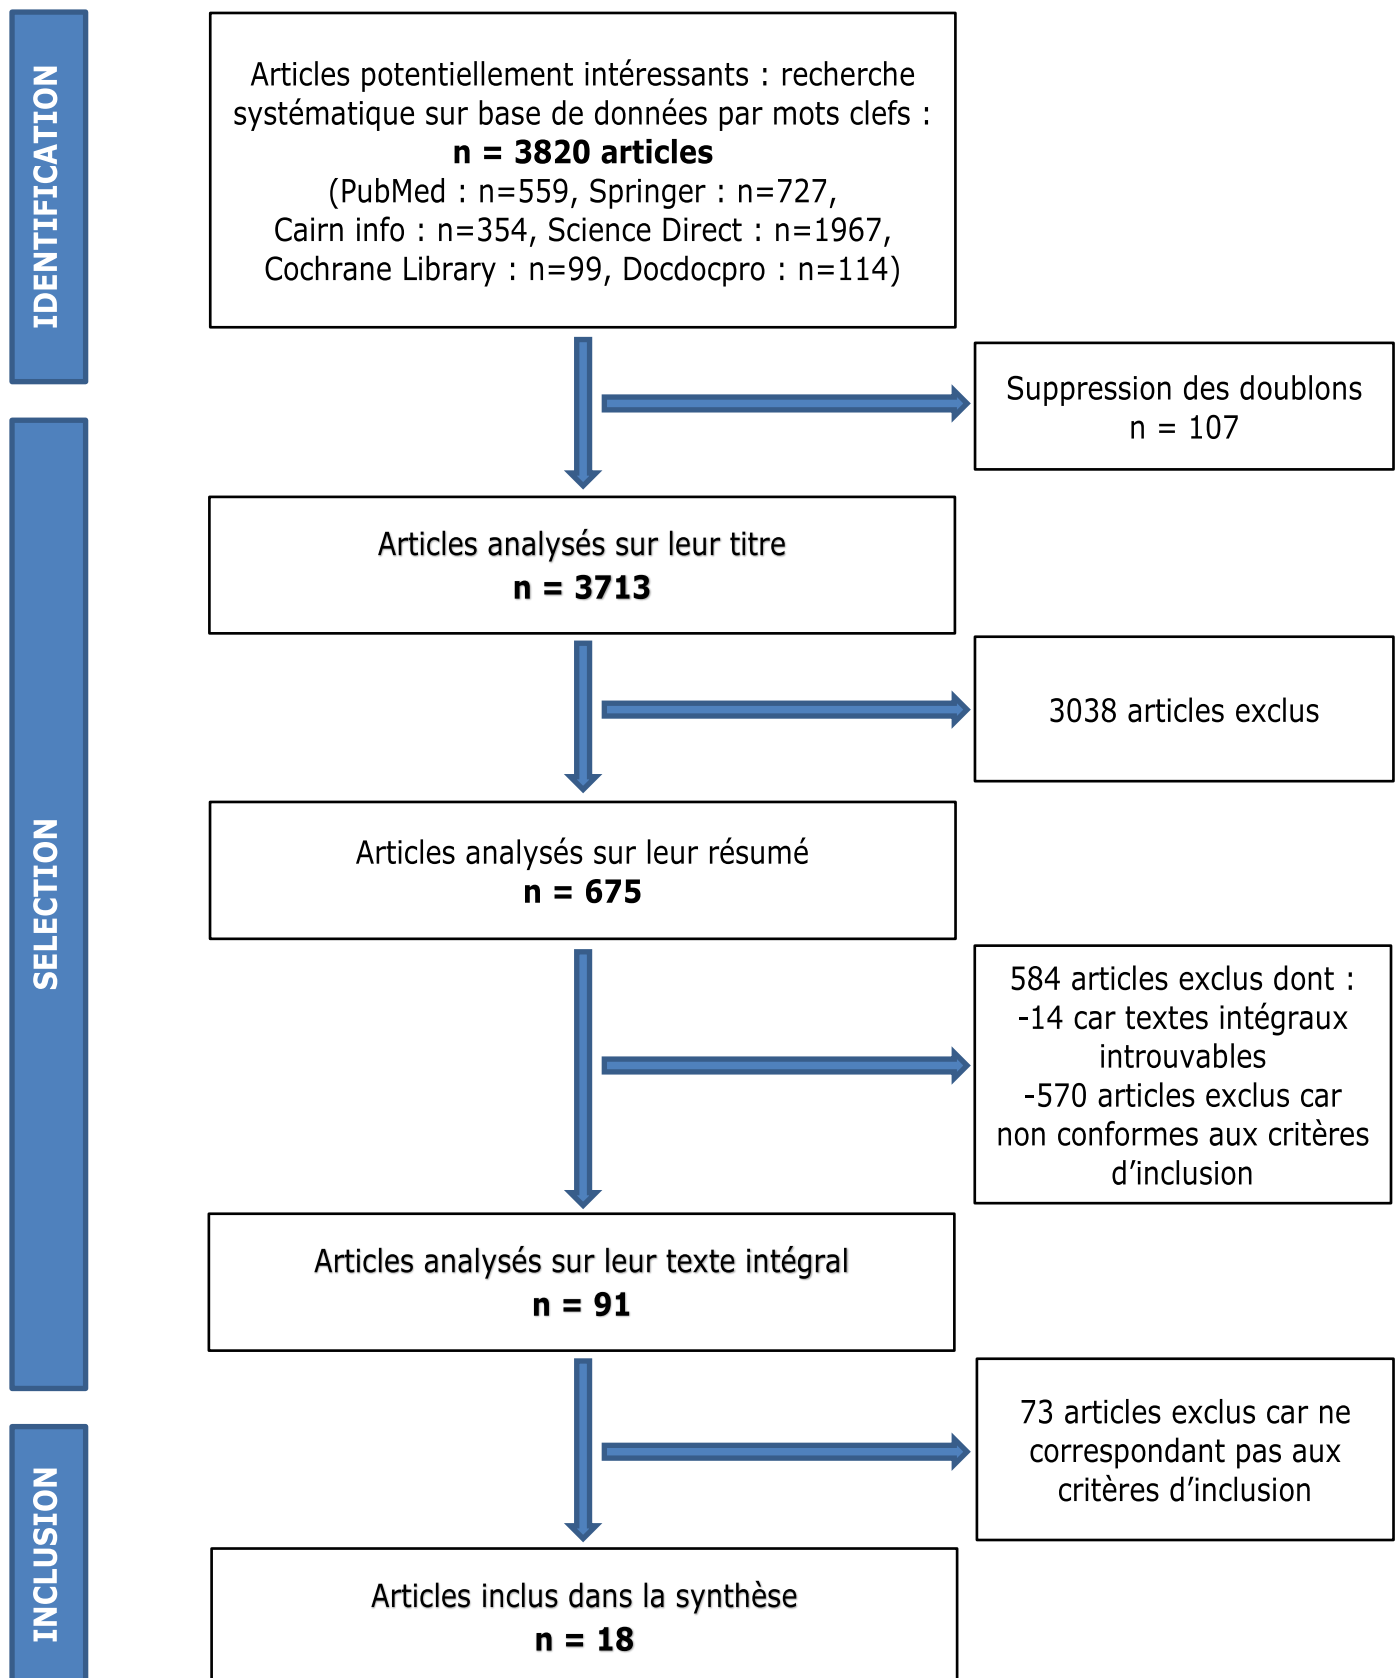 IDENTIFICATION
Articles potentiellement intéressants : recherche
systématique sur base de données par mots clefs :
n = 3820 articles
(PubMed : n=559, Springer : n=727,
Cairn info : n=354, Science Direct : n=1967,
Cochrane Library : n=99, Docdocpro : n=114)
Suppression des doublons
n = 107
SELECTION
Articles analysés sur leur titre
n = 3713
3038 articles exclus
Articles analysés sur leur résumé
n = 675
584 articles exclus dont :
-14 car textes intégraux
introuvables
-570 articles exclus car
non conformes aux critères
d’inclusion
Articles analysés sur leur texte intégral
n = 91
73 articles exclus car ne
correspondant pas aux
critères d’inclusion
INCLUSION
Articles inclus dans la synthèse
n = 18